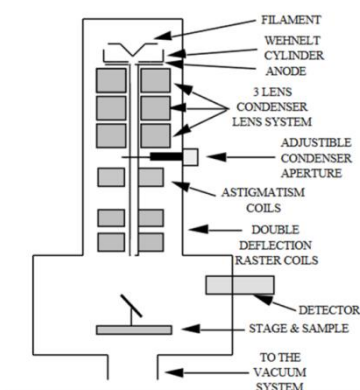 FILAMENT
WEHNELT
CYLINDER
ANODE
3 LENS
CONDENSER
LENS SYSTEM
ADJUSTIBLE
CONDENSER
APERTURE
ASTIGMATISM
COILS
DOUBLE
DEFLECTION
RASTER COILS
DETECTOR
STAGE & SAMPLE
TO THE
VACUUM
SYSTEM